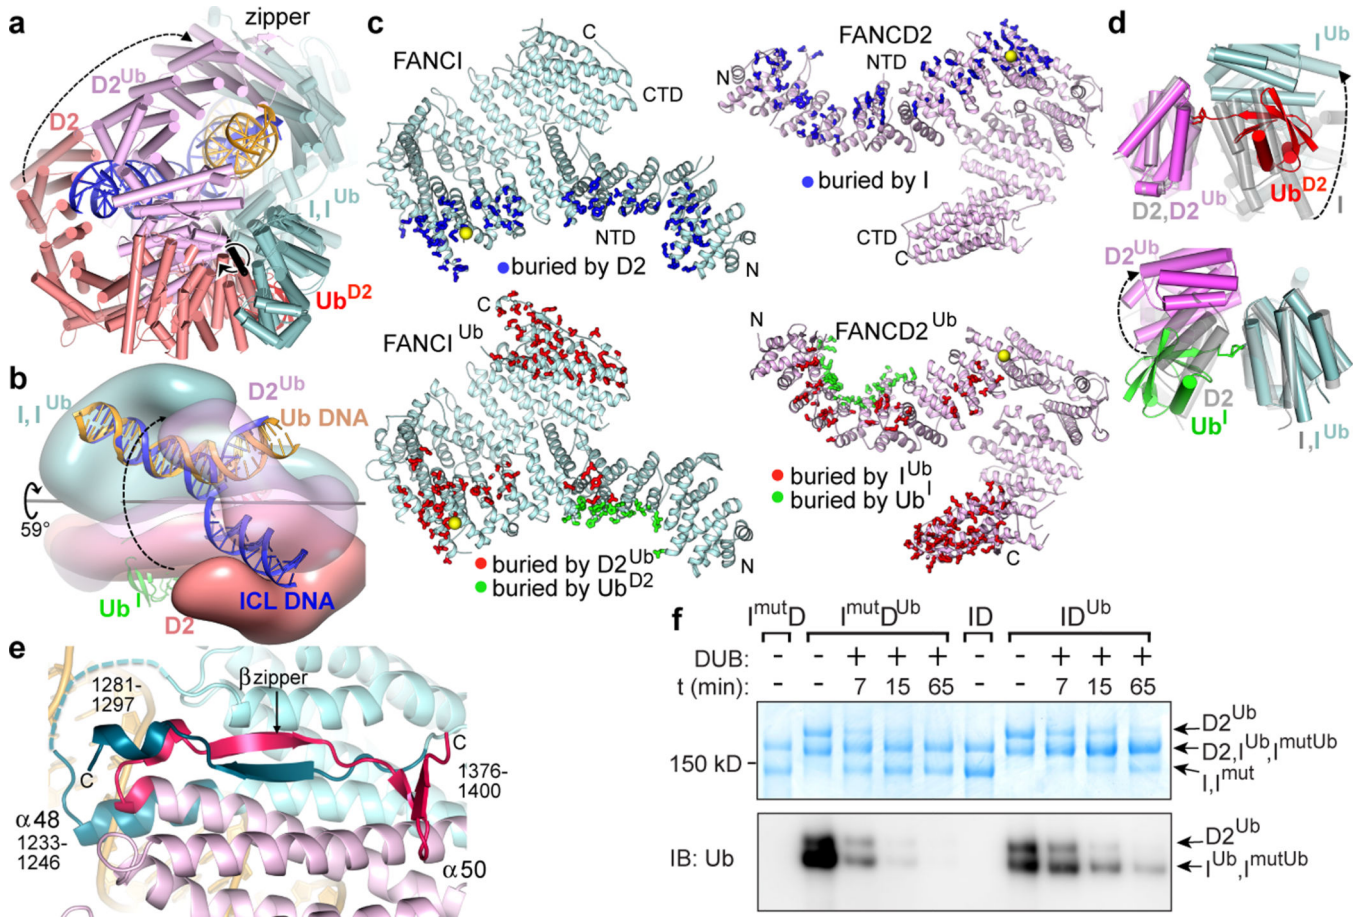 a
zipper
D2Ub
D2
I,IUb
UbD2
b
I,IUb
D2Ub
Ub DNA
59°
UbI
D2
ICL DNA
c
FANCI
C
CTD
NTD
N
buried by D2
FANCD2
NTD
N
buried by I
CTD
C
FANCIUb
C
N
buried by D2Ub
buried by UbD2
FANCD2Ub
N
buried by IUb
buried by UbI
C
d
IUb
UbD2
D2,D2Ub
I
D2Ub
D2
UbI
I,IUb
e
1281-
1297
βzipper
C
C
1376-
1400
α48
1233-
1246
α50
f
ImutD ImutDUb ID IDUb
DUB: - - + + + - - + + +
t (min): - - 7 15 65 - - 7 15 65
D2Ub
150 kD
D2,IUb,ImutUb
I,Imut
IB: Ub
D2Ub
IUb,ImutUb